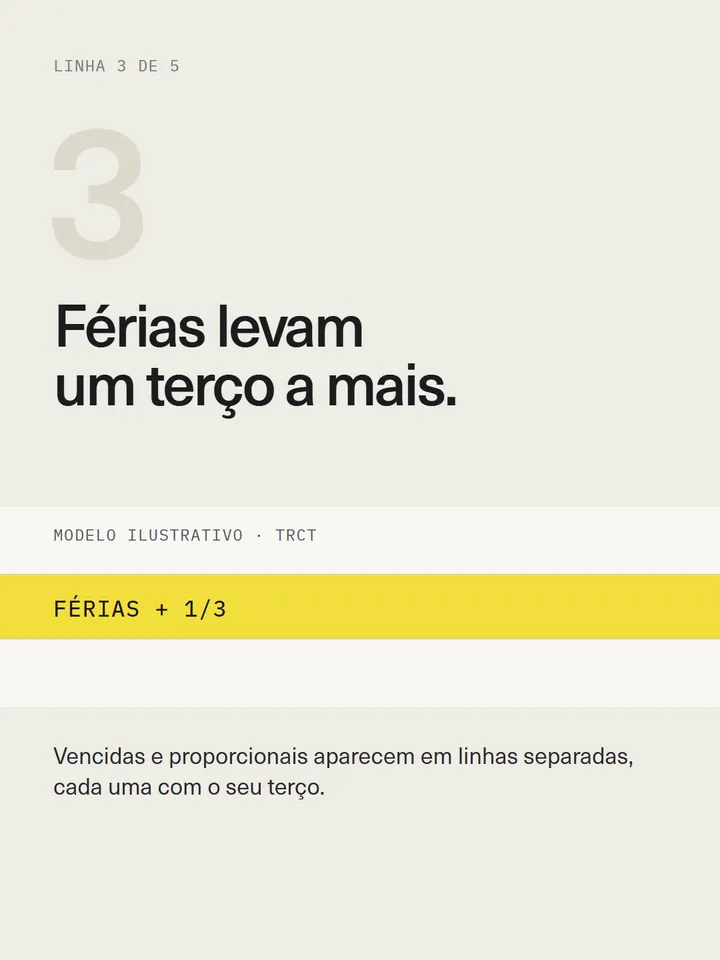 LINHA 3 DE 5
3
Férias levam
um terço a mais.
MODELO ILUSTRATIVO · TRCT
FÉRIAS + 1/3
Vencidas e proporcionais aparecem em linhas separadas,
cada uma com o seu terço.